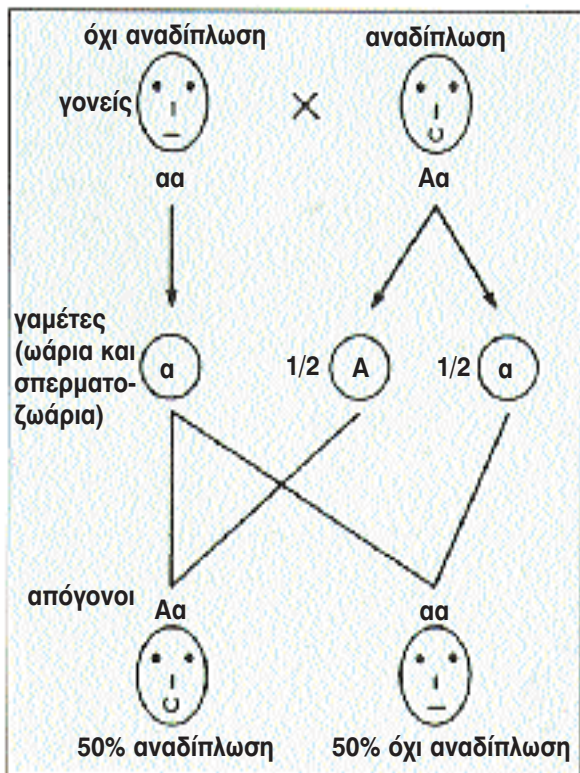 όχι αναδίπλωση αναδίπλωση
γονείς
αα Αα
γαμέτες
(ωάρια και
σπερματο-
ζωάρια)
α 1/2 Α 1/2 α
απόγονοι
Αα αα
50% αναδίπλωση 50% όχι αναδίπλωση